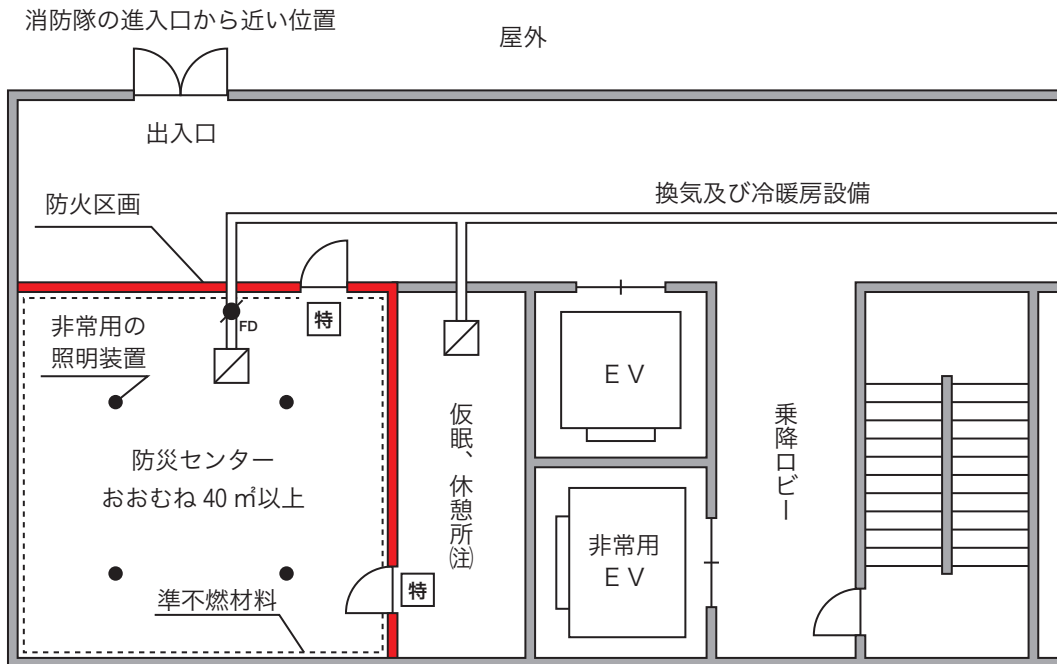 消防隊の進入口から近い位置
屋外
出入口
換気及び冷暖房設備
防火区画
FD
特
非常用の
照明装置
ＥＶ
仮眠、休憩所(注)
乗降ロビー
防災センター
おおむね 40 ㎡以上
非常用
ＥＶ
特
準不燃材料